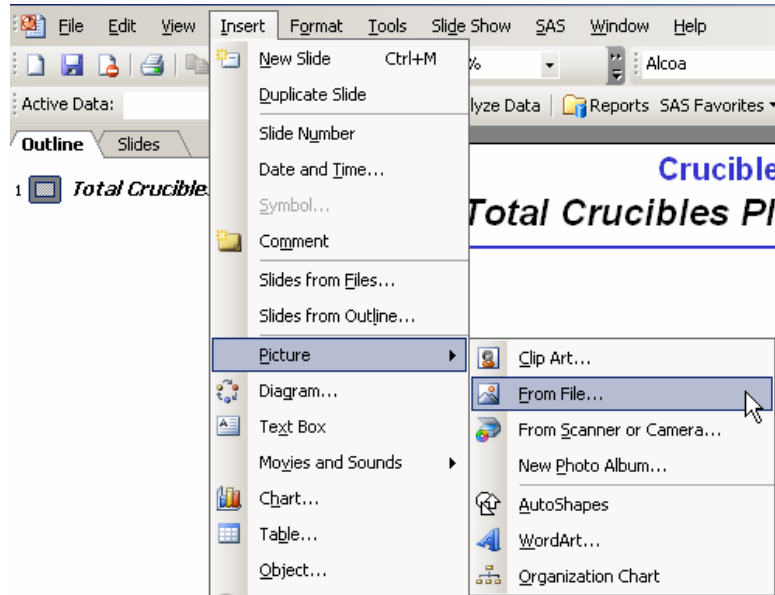 File Edit View Insert Format Tools Slide Show SAS Window Help
% Alcoa
Active Data: lyze Data Reports SAS Favorites
Outline Slides
1 Total Crucibles
Crucible
Total Crucibles Pl
New Slide Ctrl+M
Duplicate Slide
Slide Number
Date and Time...
Symbol...
Comment
Slides from Files...
Slides from Outline...
Picture
Diagram...
Text Box
Movies and Sounds
Chart...
Table...
Object...
Clip Art...
From File...
From Scanner or Camera...
New Photo Album...
AutoShapes
WordArt...
Organization Chart